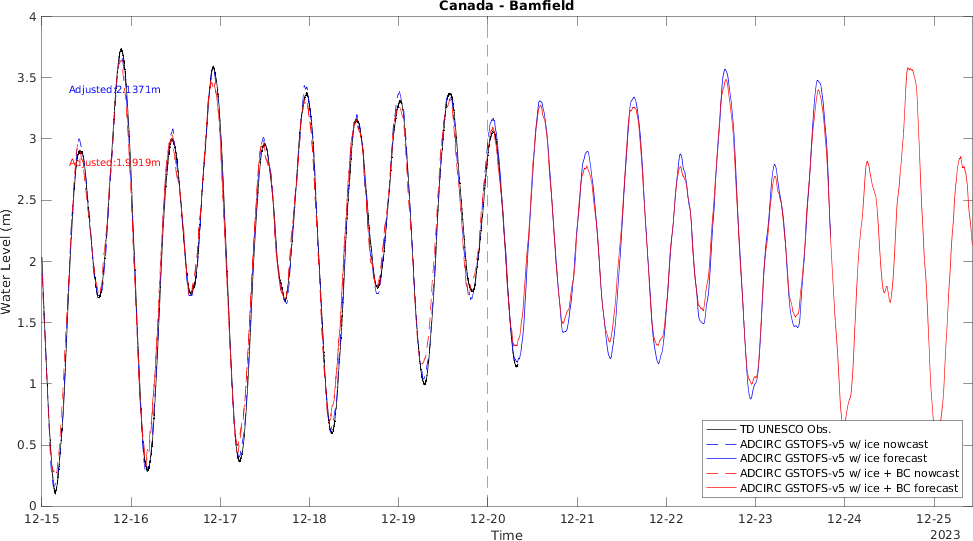 Canada - Bamfield
4
3.5
3
2.5
2
1.5
1
0.5
0
Water Level (m)
Adjusted:2.1371m
Adjusted:1.9919m
TD UNESCO Obs.
ADCIRC GSTOFS-v5 w/ ice nowcast
ADCIRC GSTOFS-v5 w/ ice forecast
ADCIRC GSTOFS-v5 w/ ice + BC nowcast
ADCIRC GSTOFS-v5 w/ ice + BC forecast
12-15 12-16 12-17 12-18 12-19 12-20 12-21 12-22 12-23 12-24 12-25
Time
2023